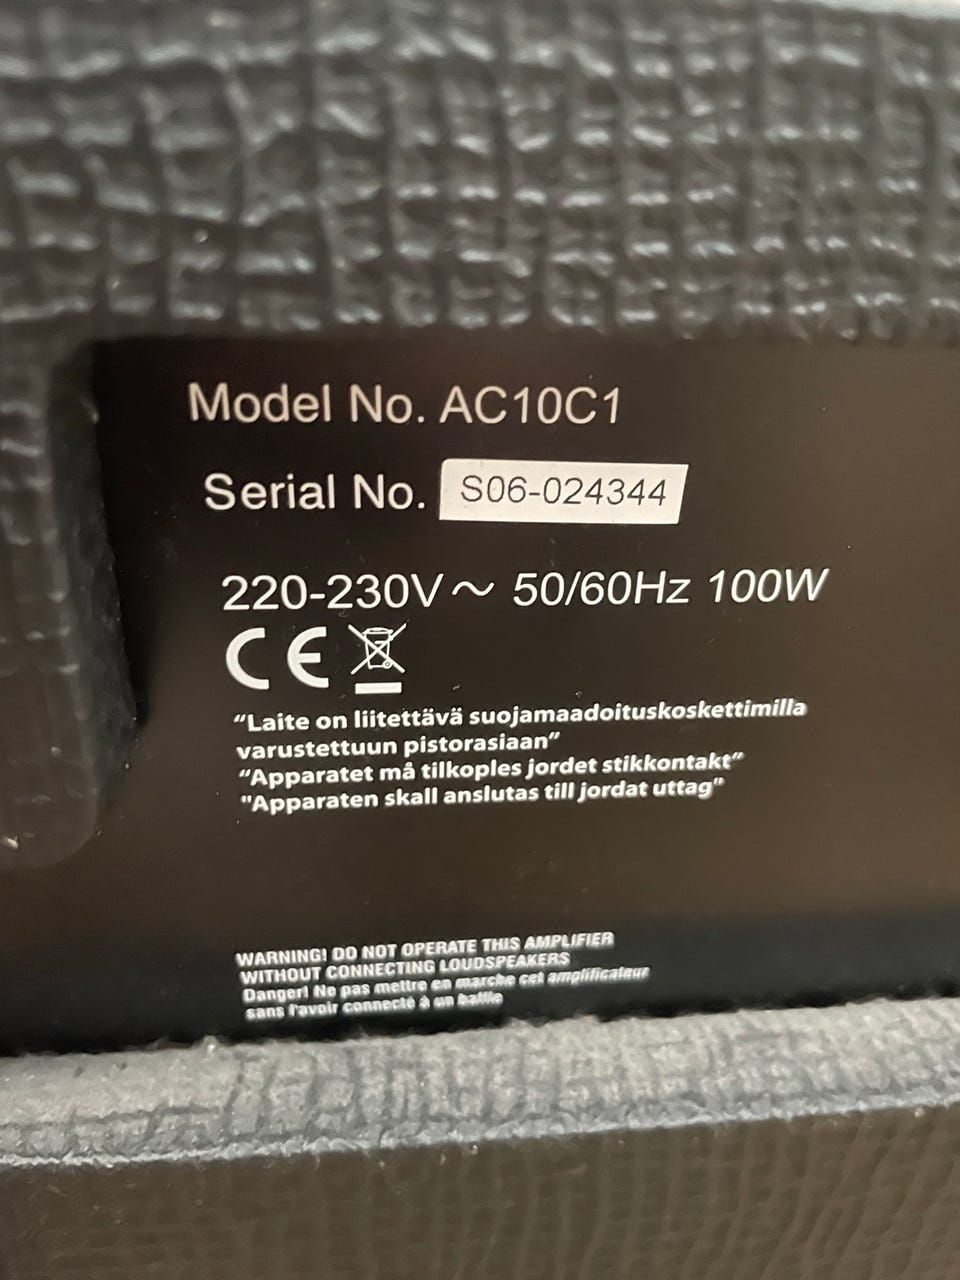 Model No. AC10C1
Serial No. S06-024344
220-230V ~ 50/60Hz 100W
CE
“Laite on liitettävä suojamaadoituskoskettimilla
varustettuun pistorasiaan”
“Apparatet må tilkoples jordet stikkontakt”
"Apparaten skall anslutas till jordat uttag"
WARNING! DO NOT OPERATE THIS AMPLIFIER
WITHOUT CONNECTING LOUDSPEAKERS
Danger! Ne pas mettre en marche cet amplificateur
sans l'avoir connecté à un baffle